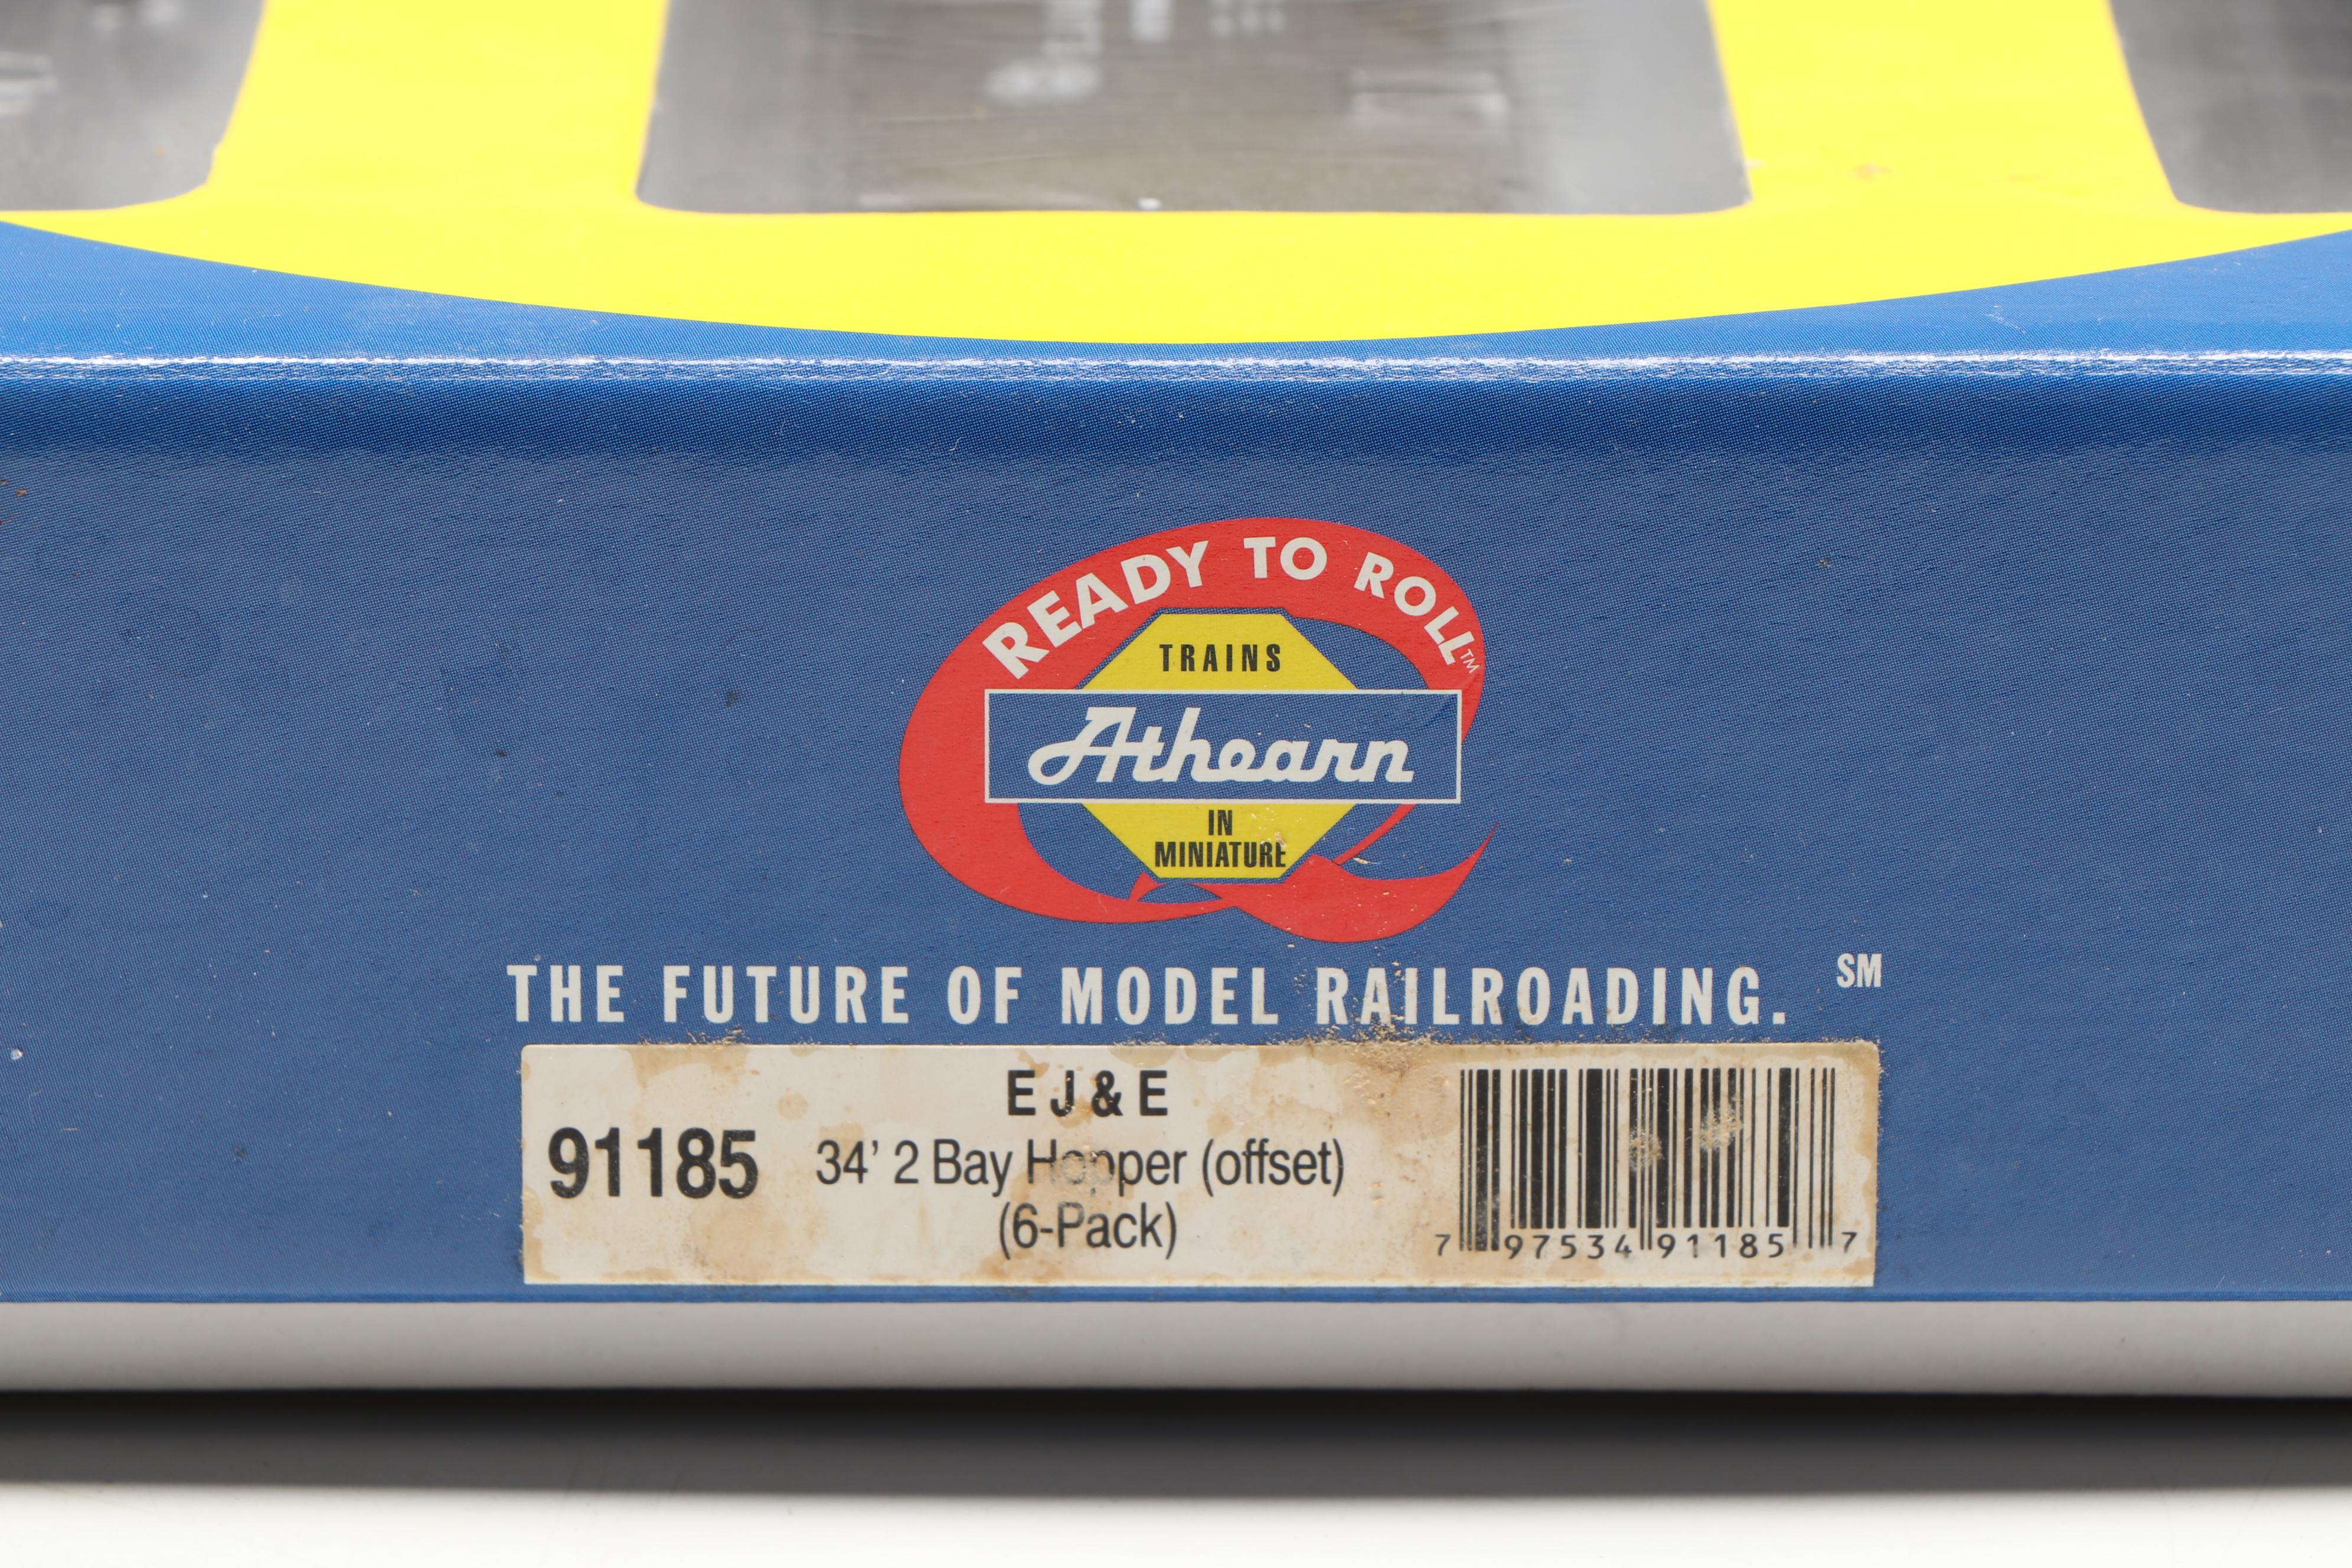 READY TO ROLL™
TRAINS
Athearn
IN
MINIATURE
THE FUTURE OF MODEL RAILROADING. SM
E J & E
91185 34' 2 Bay Hopper (offset)
(6-Pack)
7 97534 91185 7